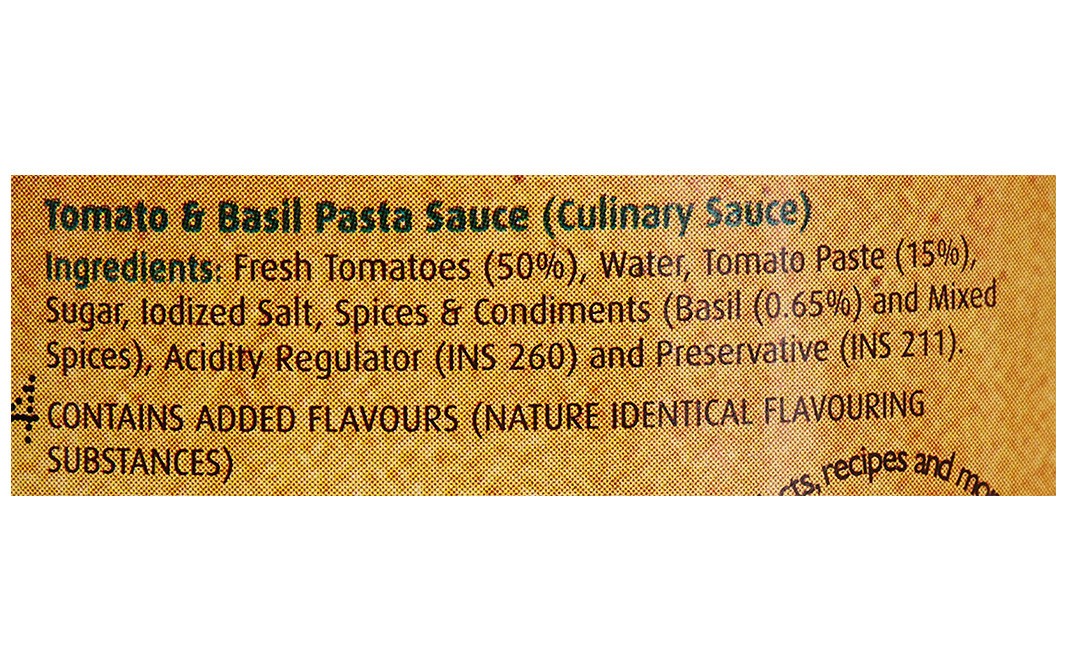 Tomato & Basil Pasta Sauce (Culinary Sauce)
Ingredients: Fresh Tomatoes (50%), Water, Tomato Paste (15%),
Sugar, Iodized Salt, Spices & Condiments (Basil (0.65%) and Mixed
Spices), Acidity Regulator (INS 260) and Preservative (INS 211).
CONTAINS ADDED FLAVOURS (NATURE IDENTICAL FLAVOURING
SUBSTANCES)
recipes and